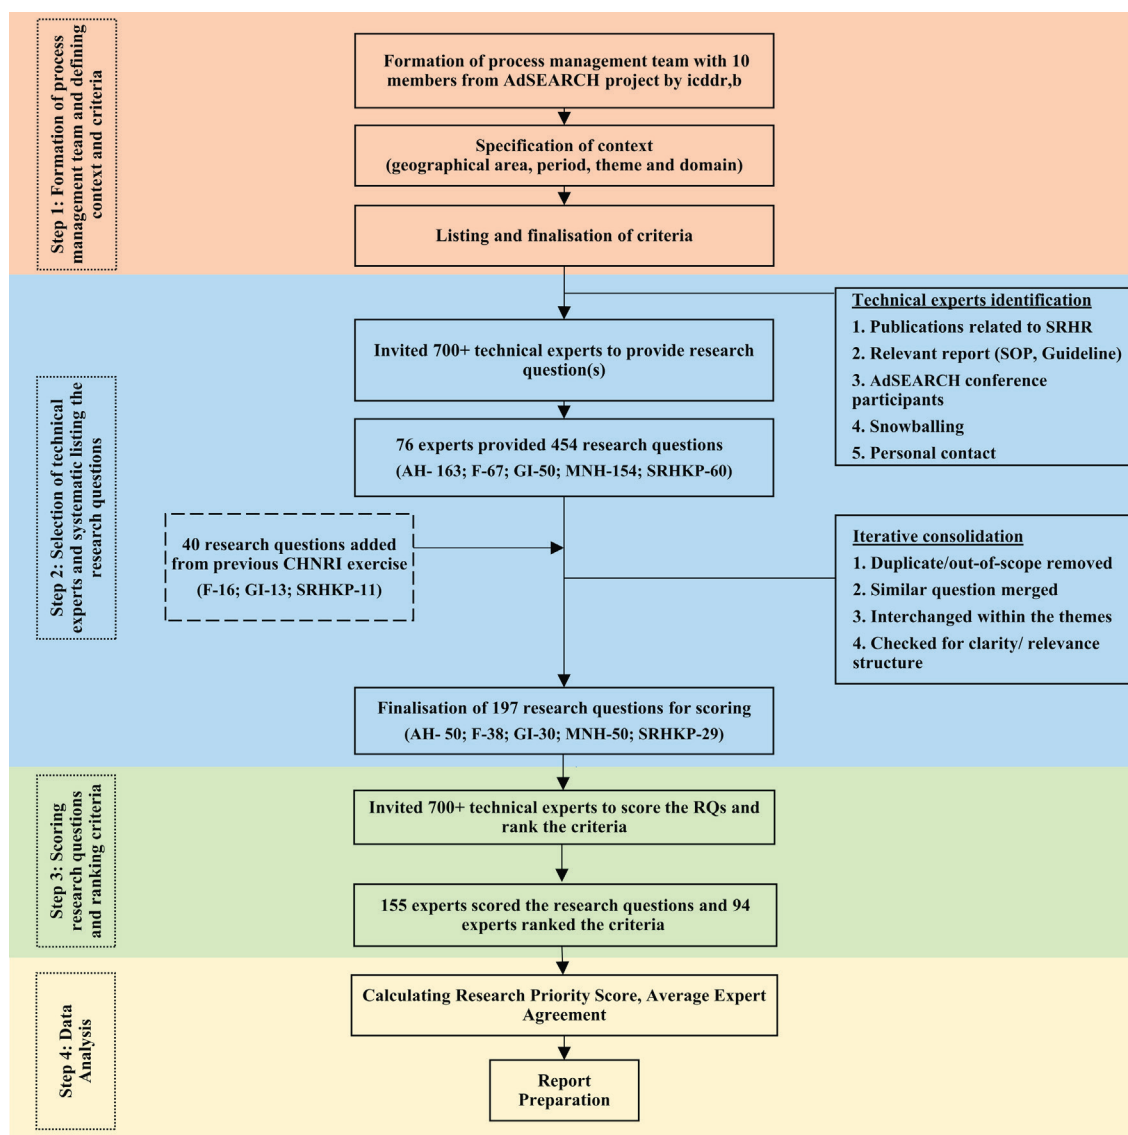 Step 1: Formation of process
management team and defining
context and criteria
Formation of process management team with 10
members from AdSEARCH project by icddr,b
Specification of context
(geographical area, period, theme and domain)
Listing and finalisation of criteria
Step 2: Selection of technical
experts and systematic listing the
research questions
Technical experts identification
1. Publications related to SRHR
2. Relevant report (SOP, Guideline)
3. AdSEARCH conference
participants
4. Snowballing
5. Personal contact
Invited 700+ technical experts to provide research
question(s)
76 experts provided 454 research questions
(AH- 163; F-67; GI-50; MNH-154; SRHKP-60)
40 research questions added
from previous CHNRI exercise
(F-16; GI-13; SRHKP-11)
Iterative consolidation
1. Duplicate/out-of-scope removed
2. Similar question merged
3. Interchanged within the themes
4. Checked for clarity/ relevance
structure
Finalisation of 197 research questions for scoring
(AH- 50; F-38; GI-30; MNH-50; SRHKP-29)
Step 3: Scoring
research questions
and ranking criteria
Invited 700+ technical experts to score the RQs and
rank the criteria
155 experts scored the research questions and 94
experts ranked the criteria
Step 4: Data
Analysis
Calculating Research Priority Score, Average Expert
Agreement
Report
Preparation